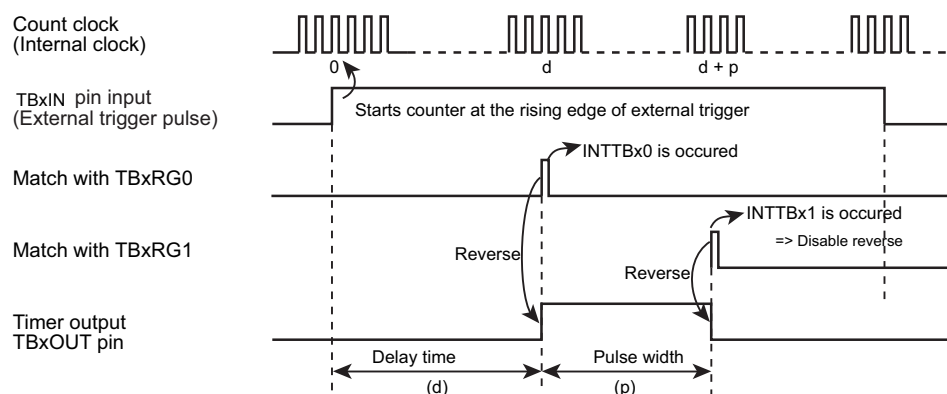 Count clock
(Internal clock)
0
d
d + p
TBxIN pin input
(External trigger pulse)
Starts counter at the rising edge of external trigger
INTTBx0 is occured
Match with TBxRG0
INTTBx1 is occured
=> Disable reverse
Match with TBxRG1
Reverse
Reverse
Timer output
TBxOUT pin
Delay time
Pulse width
(d)
(p)